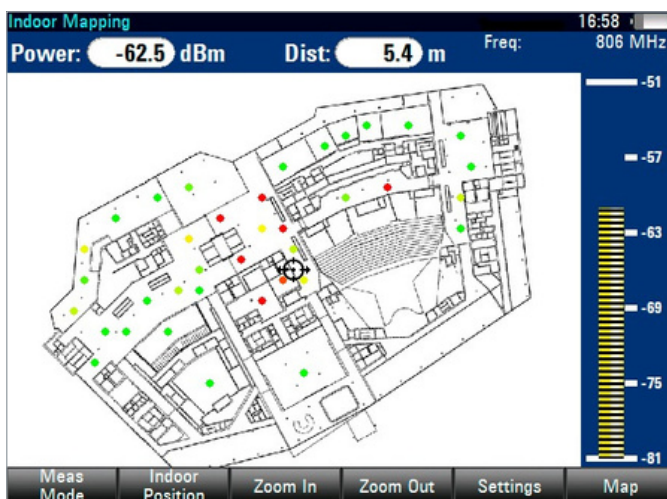 Indoor Mapping 16:58
Power: -62.5 dBm Dist: 5.4 m Freq: 806 MHz
-51
-57
-63
-69
-75
-81
Meas Mode Indoor Position Zoom In Zoom Out Settings Map